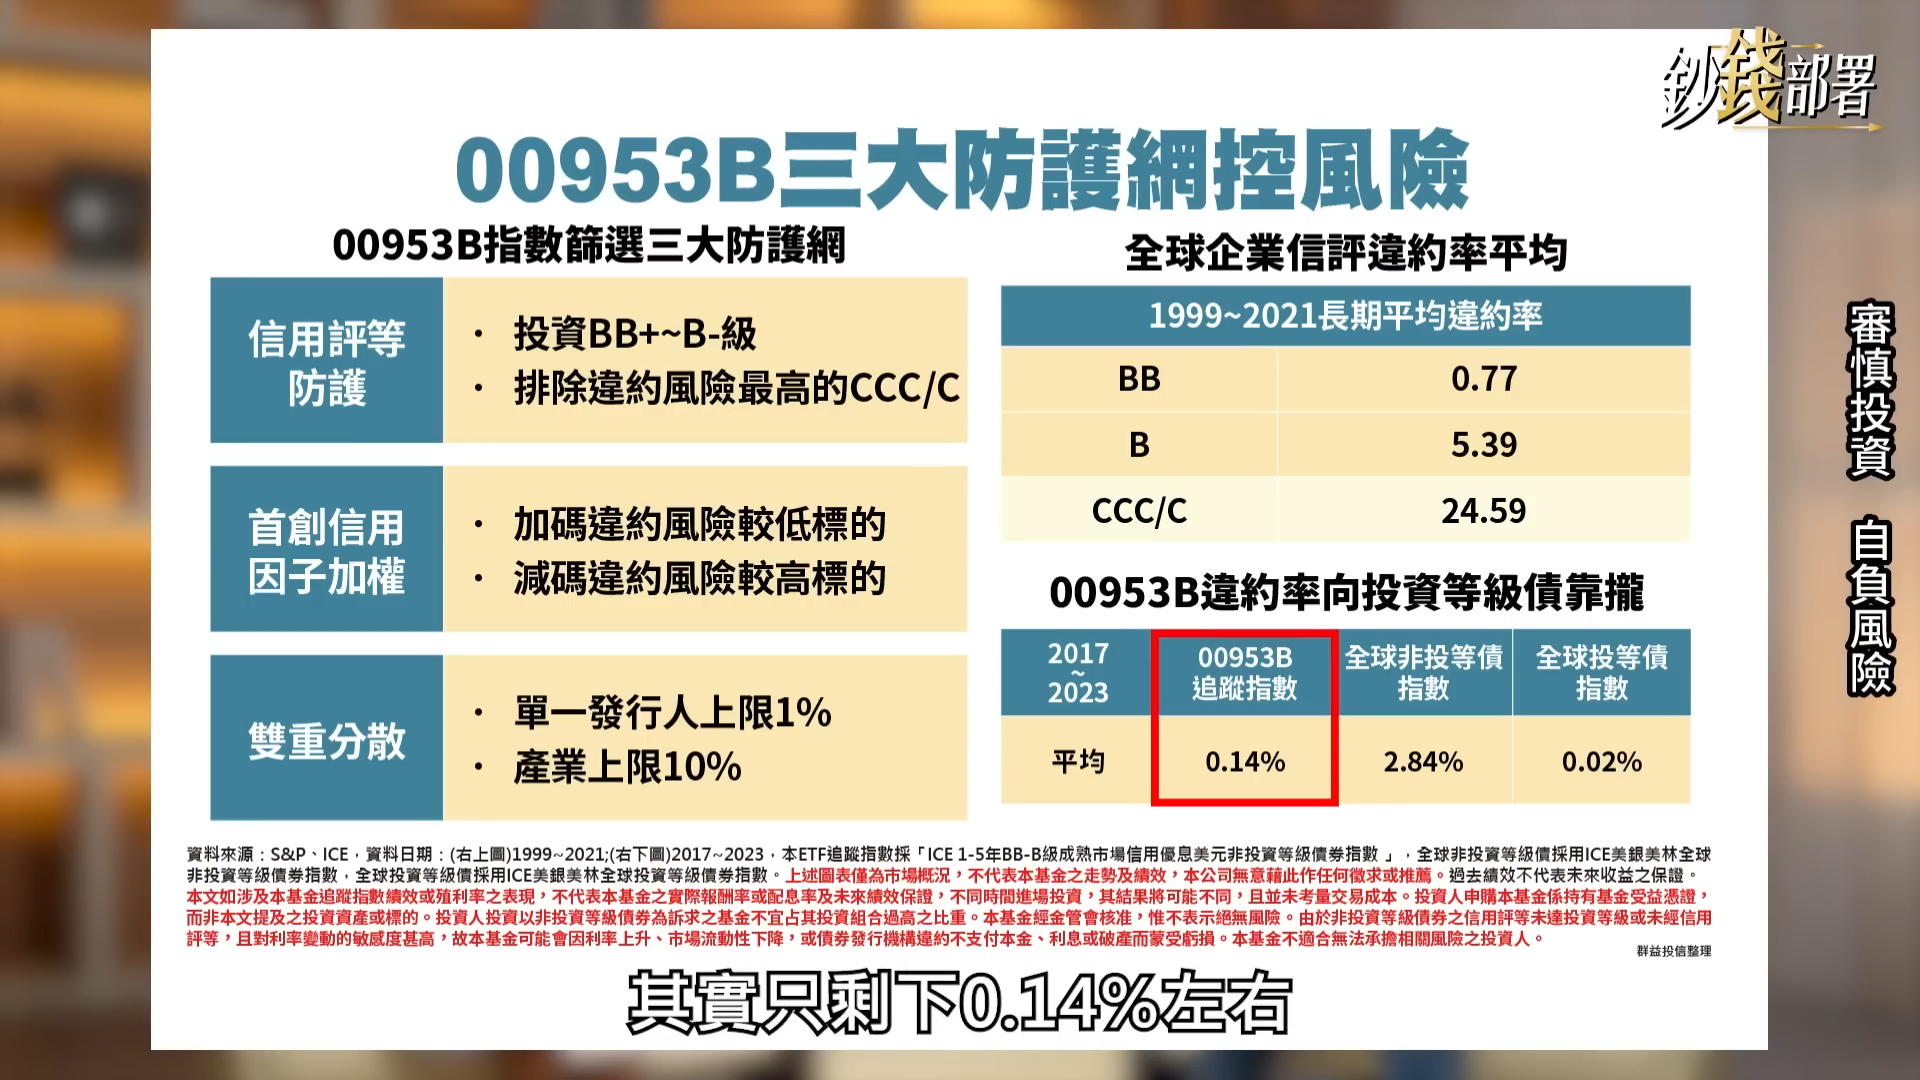 鈔錢部署
00953B三大防護網控風險
00953B指數篩選三大防護網
信用評等
防護
· 投資BB+~B-級
· 排除違約風險最高的CCC/C
首創信用
因子加權
· 加碼違約風險較低標的
· 減碼違約風險較高標的
雙重分散
· 單一發行人上限1%
· 產業上限10%
全球企業信評違約率平均
1999~2021長期平均違約率
BB 0.77
B 5.39
CCC/C 24.59
00953B違約率向投資等級債靠攏
2017
~
2023
00953B
追蹤指數
全球非投等債
指數
全球投等債
指數
平均 0.14% 2.84% 0.02%
資料來源：S&P、ICE，資料日期：(右上圖)1999~2021;(右下圖)2017~2023，本ETF追蹤指數採「ICE 1-5年BB-B級成熟市場信用優息美元非投資等級債券指數 」，全球非投資等級債採用ICE美銀美林全球
非投資等級債券指數，全球投資等級債採用ICE美銀美林全球投資等級債券指數。上述圖表僅為市場概況，不代表本基金之走勢及績效，本公司無意藉此作任何徵求或推薦。過去績效不代表未來收益之保證。
本文如涉及本基金追蹤指數績效或殖利率之表現，不代表本基金之實際報酬率或配息率及未來績效保證，不同時間進場投資，其結果將可能不同，且並未考量交易成本。投資人申購本基金係持有基金受益憑證，
而非本文提及之投資資產或標的。投資人投資以非投資等級債券為訴求之基金不宜占其投資組合過高之比重。本基金經金管會核准，惟不表示絕無風險。由於非投資等級債券之信用評等未達投資等級或未經信用
評等，且對利率變動的敏感度甚高，故本基金可能會因利率上升、市場流動性下降，或債券發行機構違約不支付本金、利息或破產而蒙受虧損。本基金不適合無法承擔相關風險之投資人。
群益投信整理
審慎投資 自負風險
其實只剩下0.14%左右